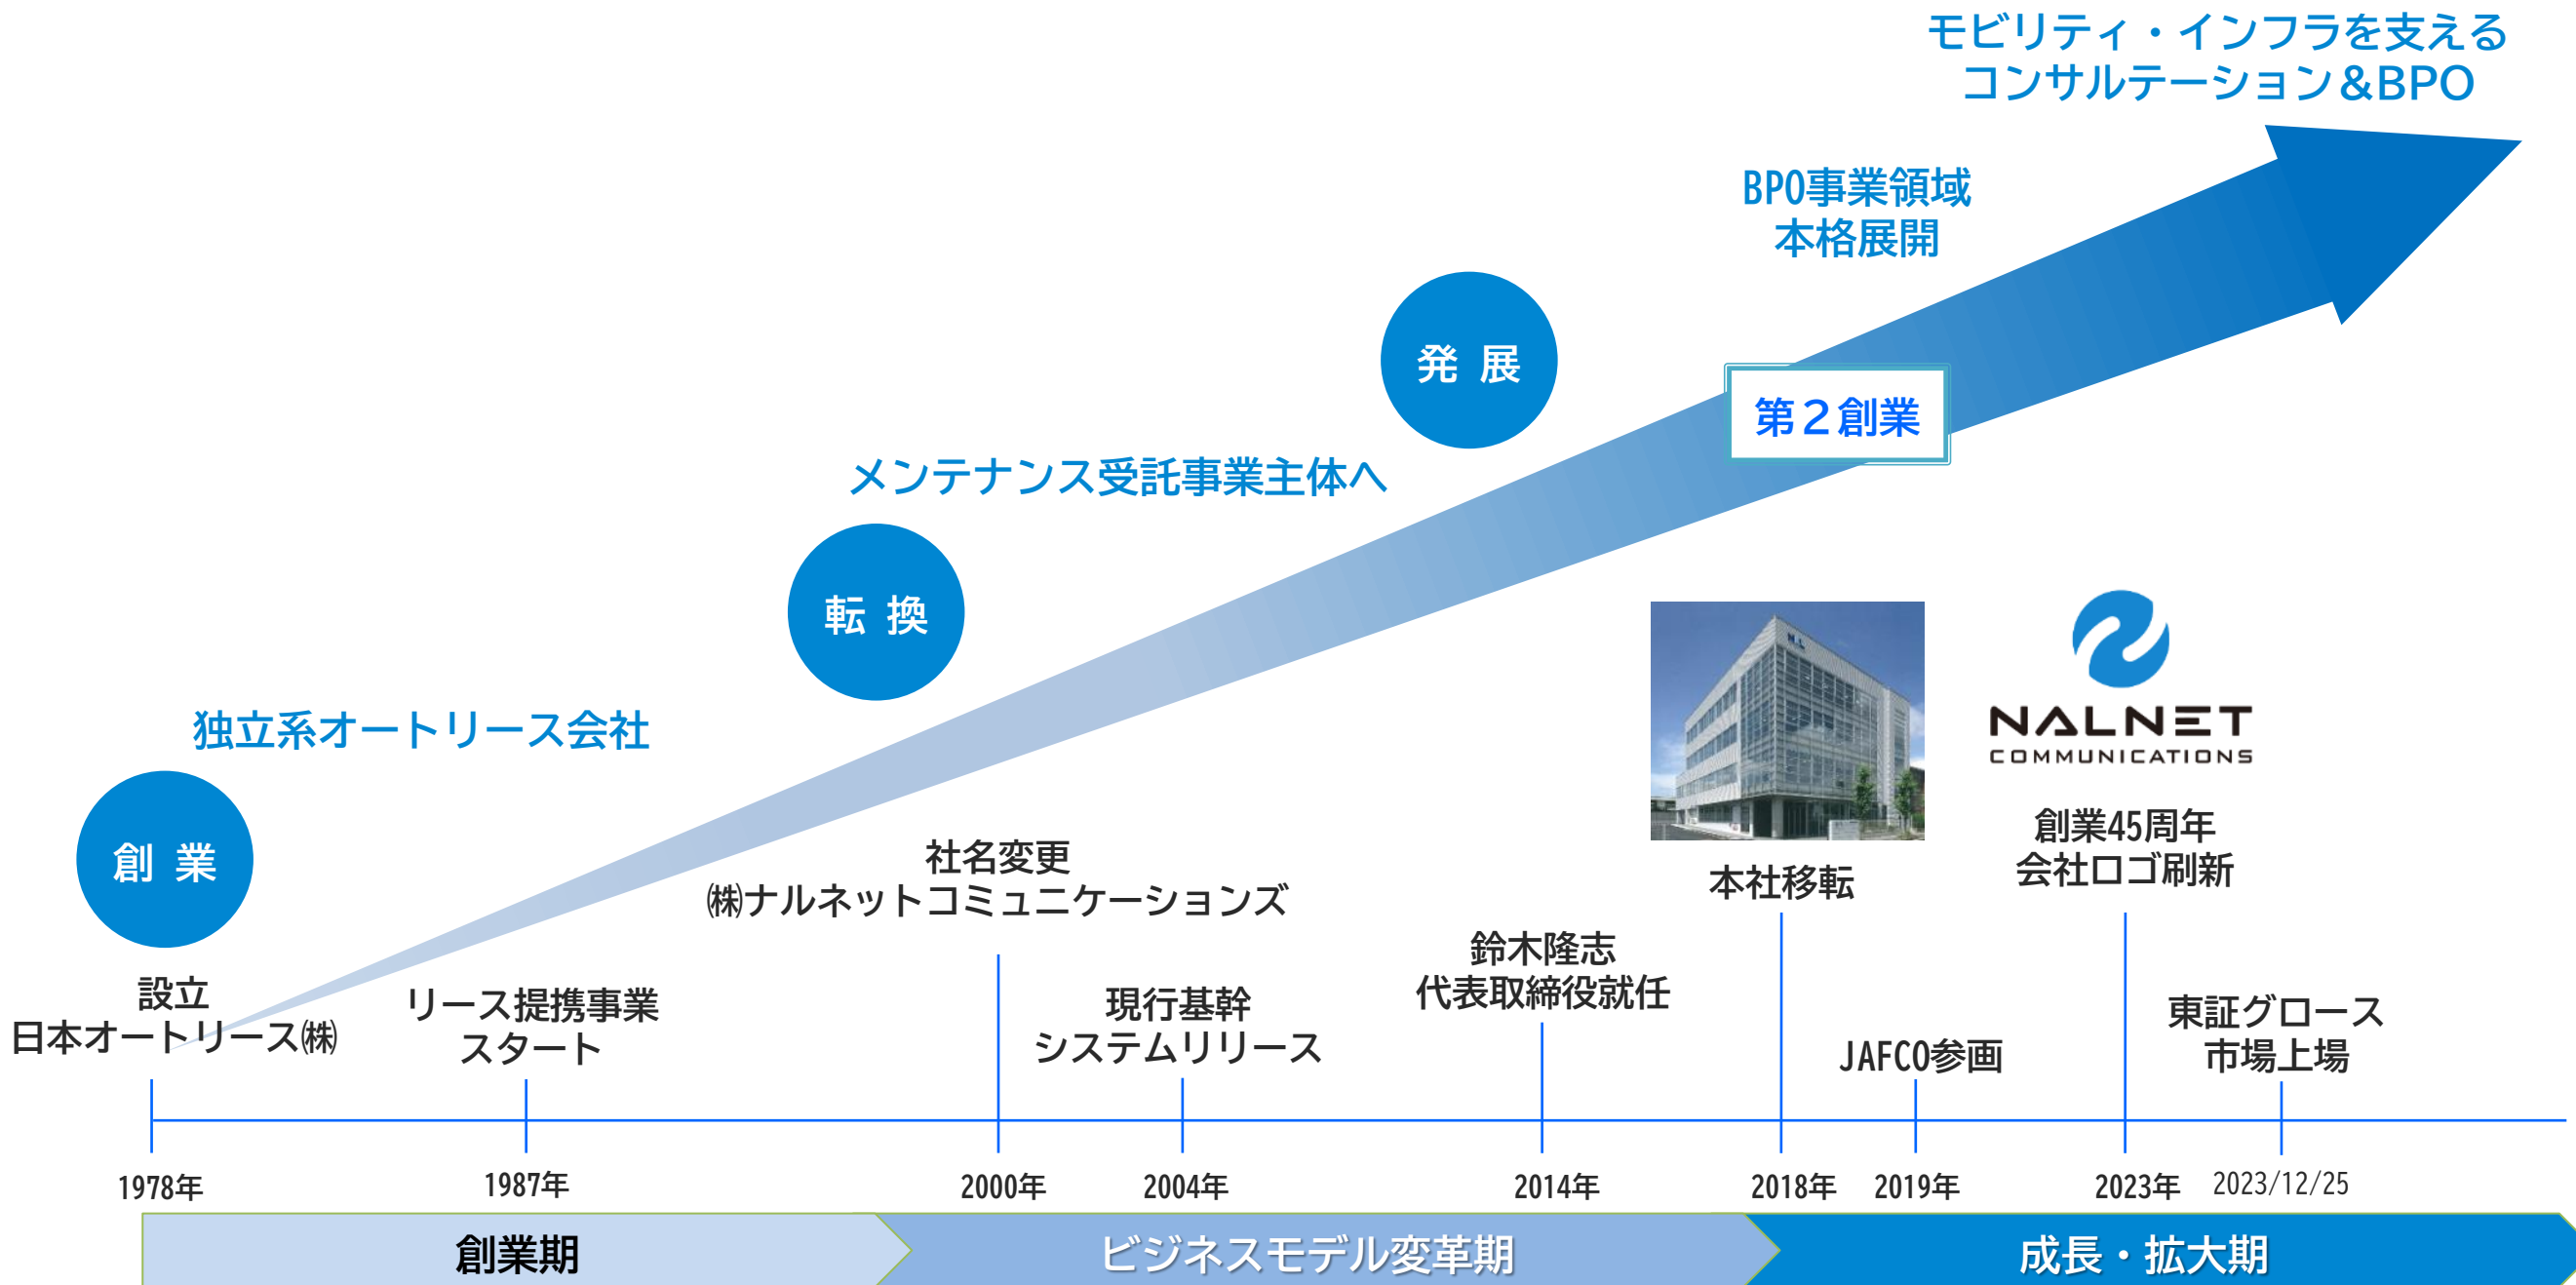 モビリティ・インフラを支える
コンサルテーション&BPO
BPO事業領域
本格展開
発 展
第2創業
メンテナンス受託事業主体へ
転 換
独立系オートリース会社
創 業
NALNET
COMMUNICATIONS
設立
日本オートリース㈱
リース提携事業
スタート
社名変更
㈱ナルネットコミュニケーションズ
現行基幹
システムリリース
鈴木隆志
代表取締役就任
本社移転
JAFCO参画
創業45周年
会社ロゴ刷新
東証グロース
市場上場
1978年
1987年
2000年
2004年
2014年
2018年
2019年
2023年
2023/12/25
創業期
ビジネスモデル変革期
成長・拡大期